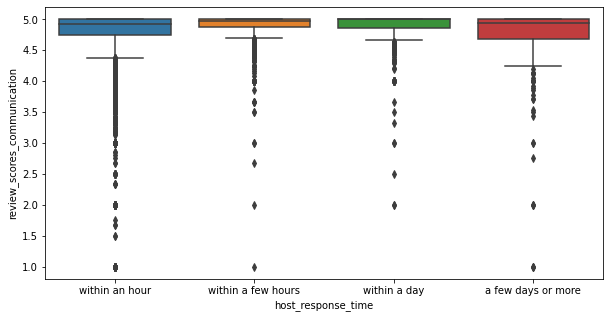 5.0
4.5
4.0
3.5
3.0
2.5
2.0
1.5
1.0
review_scores_communication
within an hour
within a few hours
within a day
a few days or more
host_response_time